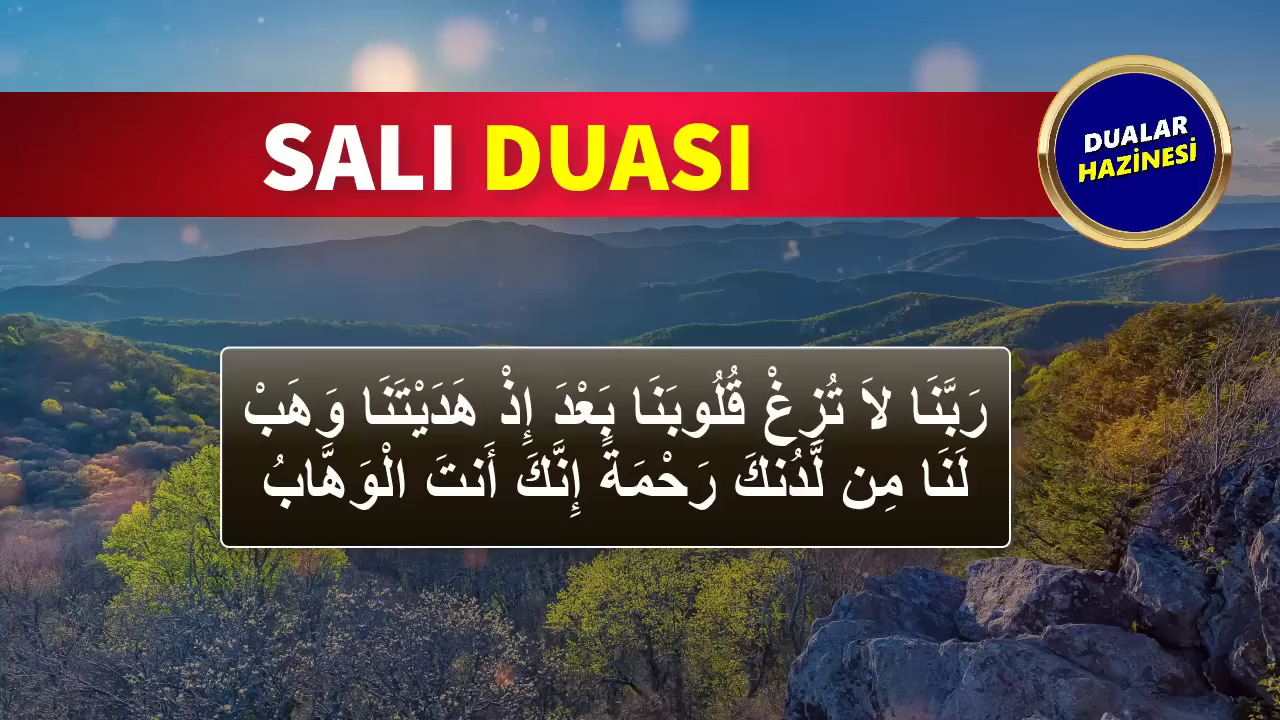 SALI DUASI
DUALAR
HAZİNESİ
رَبَّنَا لاَ تُزِغْ قُلُوبَنَا بَعْدَ إِذْ هَدَيْتَنَا وَهَبْ
لَنَا مِن لَّدُنكَ رَحْمَةً إِنَّكَ أَنتَ الْوَهَّابُ